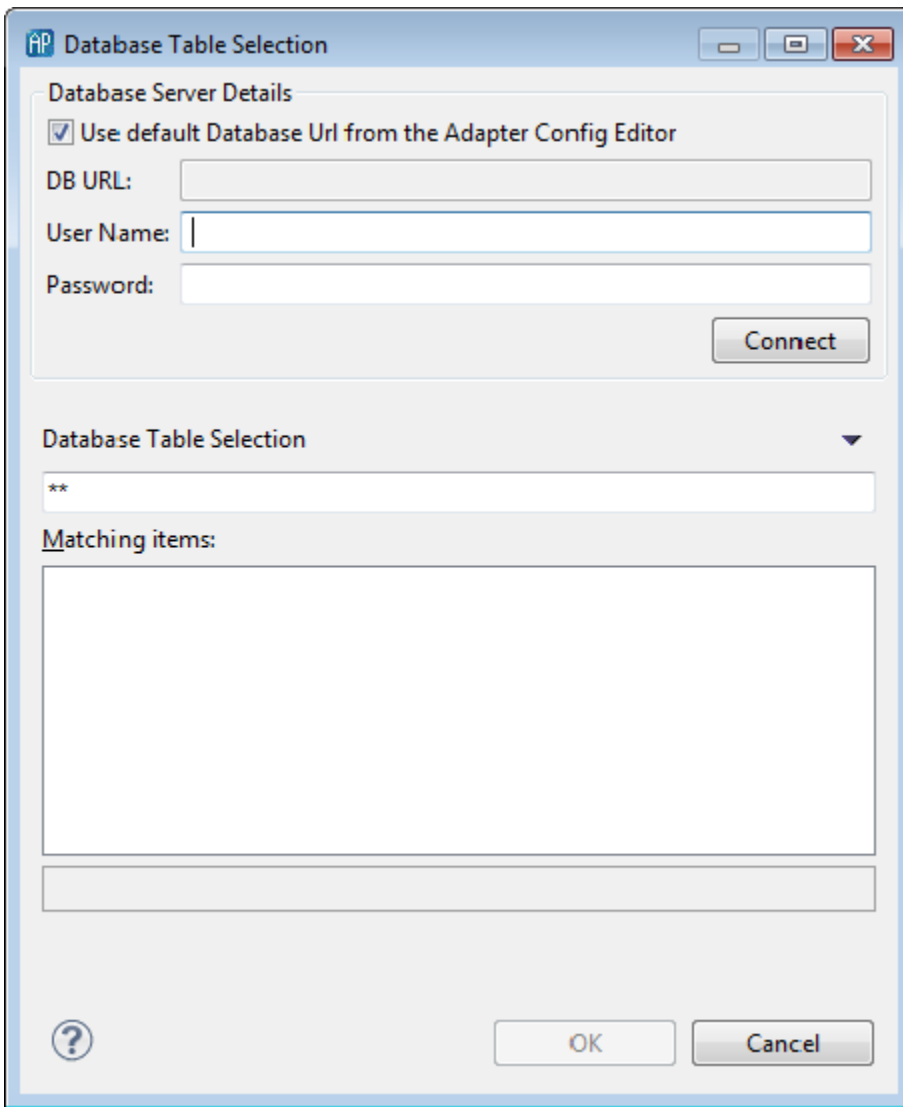 AP Database Table Selection
Database Server Details
Use default Database Url from the Adapter Config Editor
DB URL:
User Name:
Password:
Connect
Database Table Selection
**
Matching items:
?
OK Cancel